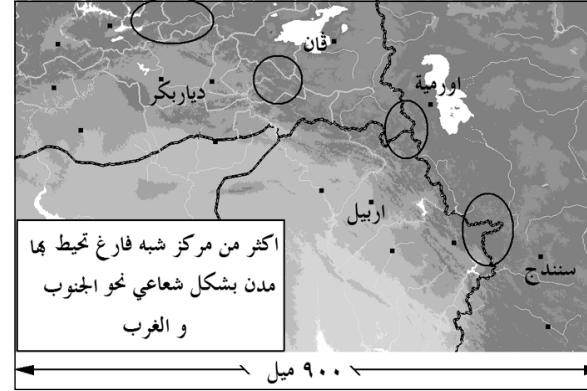 ڤان
اورمية
دياربكر
اربيل
سنندج
اكثر من مركز شبه فارغ تحيط بها
مدن بشكل شعاعي نحو الجنوب
و الغرب
٩٠٠ ميل